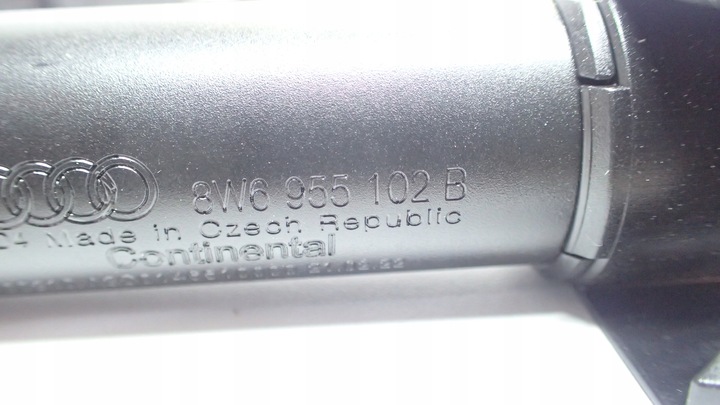 8W6 955 102 B
Made in Czech Republic
Continental